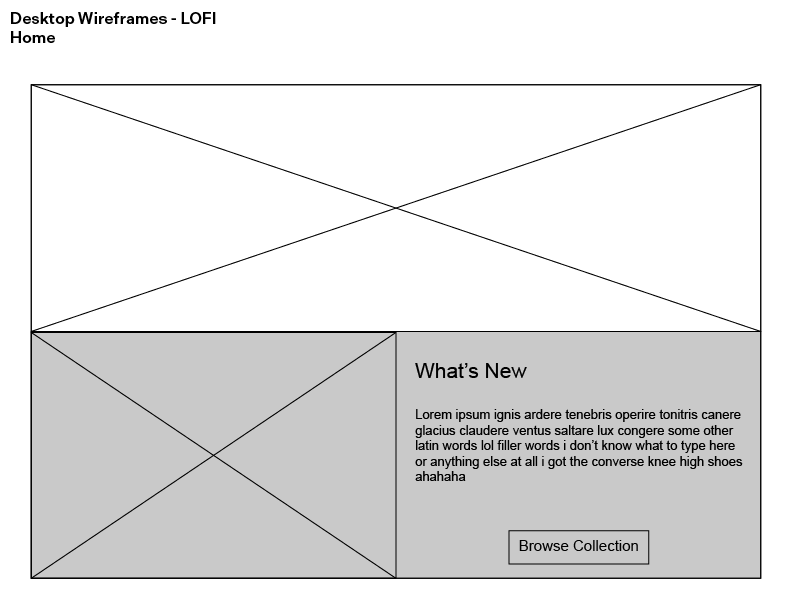 Desktop Wireframes - LOFI
Home
What’s New
Lorem ipsum ignis ardere tenebris operire tonitris canere
glacius claudere ventus saltare lux congere some other
latin words lol filler words i don’t know what to type here
or anything else at all i got the converse knee high shoes
ahahaha
Browse Collection